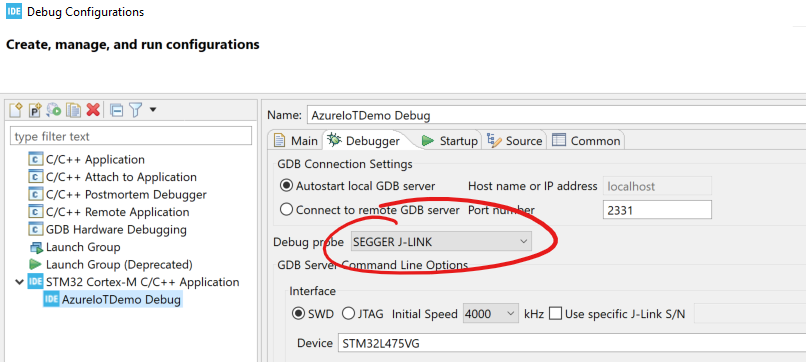 IDE Debug Configurations
Create, manage, and run configurations
type filter text
C C/C++ Application
C C/C++ Attach to Application
C C/C++ Postmortem Debugger
C C/C++ Remote Application
C GDB Hardware Debugging
Launch Group
Launch Group (Deprecated)
IDE STM32 Cortex-M C/C++ Application
IDE AzureIoTDemo Debug
Name: AzureIoTDemo Debug
Main Debugger Startup Source Common
GDB Connection Settings
Autostart local GDB server Host name or IP address localhost
Connect to remote GDB server Port number 2331
Debug probe SEGGER J-LINK
GDB Server Command Line Options
Interface
SWD JTAG Initial Speed 4000 kHz Use specific J-Link S/N
Device STM32L475VG